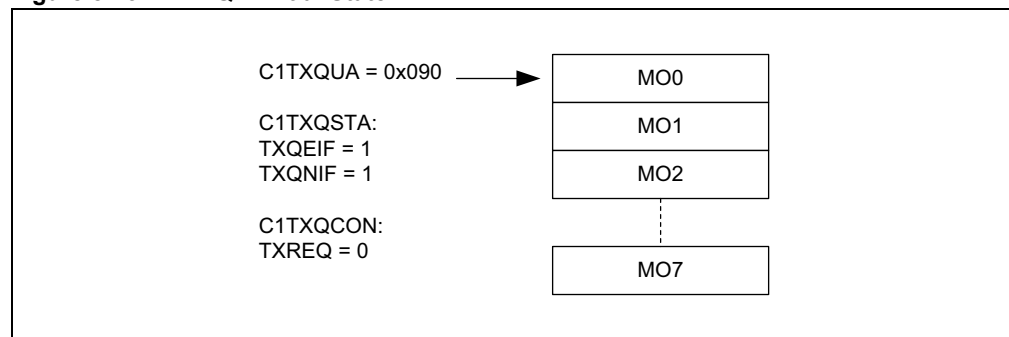 C1TXQUA = 0x090
MO0
C1TXQSTA:
TXQEIF = 1
TXQNIF = 1
MO1
MO2
C1TXQCON:
TXREQ = 0
MO7